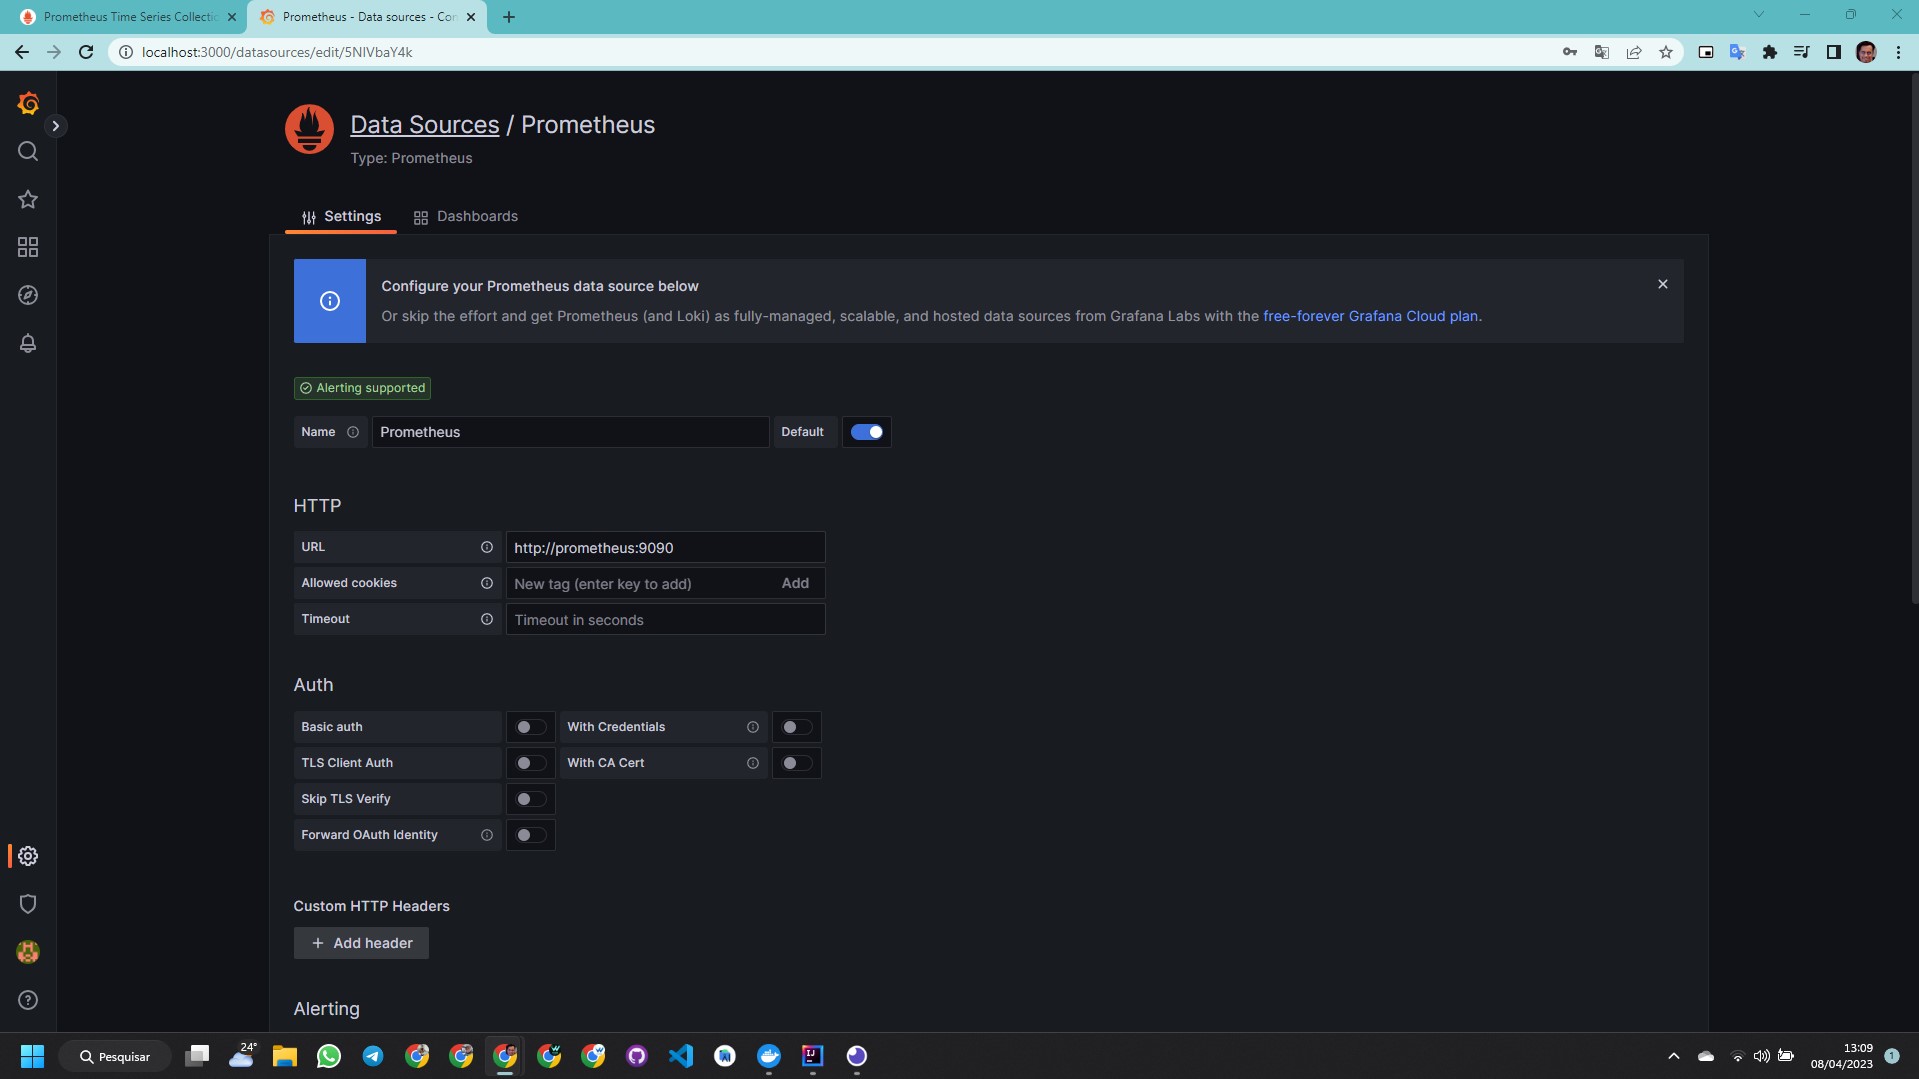 Prometheus Time Series Collectic
Prometheus - Data sources - Con
localhost:3000/datasources/edit/5NlVbaY4k
Data Sources / Prometheus
Type: Prometheus
Settings
Dashboards
Configure your Prometheus data source below
Or skip the effort and get Prometheus (and Loki) as fully-managed, scalable, and hosted data sources from Grafana Labs with the free-forever Grafana Cloud plan.
Alerting supported
Name Prometheus Default
HTTP
URL http://prometheus:9090
Allowed cookies New tag (enter key to add) Add
Timeout Timeout in seconds
Auth
Basic auth With Credentials
TLS Client Auth With CA Cert
Skip TLS Verify
Forward OAuth Identity
Custom HTTP Headers
+ Add header
Alerting
Pesquisar
24°
13:09
08/04/2023
1